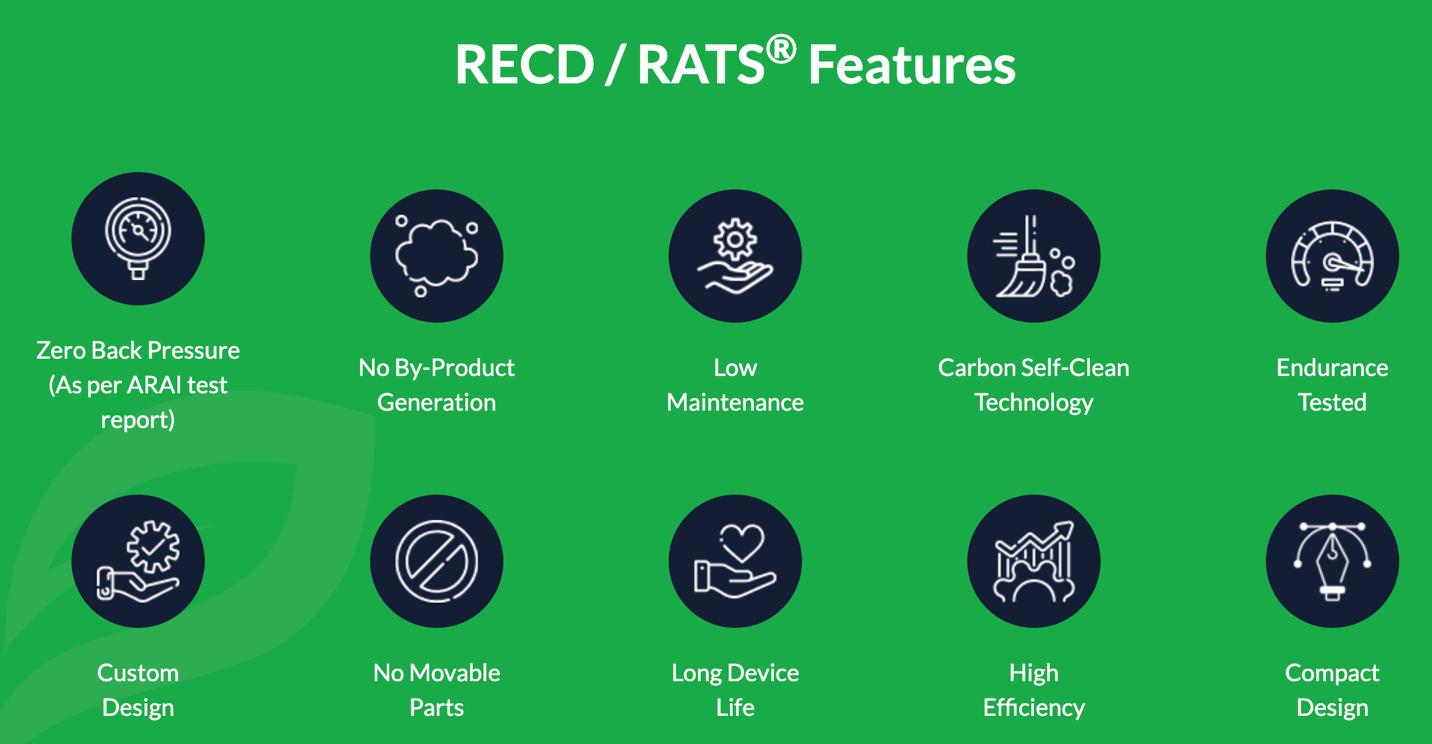 RECD / RATS® Features
Zero Back Pressure
(As per ARAI test
report)
No By-Product
Generation
Low
Maintenance
Carbon Self-Clean
Technology
Endurance
Tested
Custom
Design
No Movable
Parts
Long Device
Life
High
Efficiency
Compact
Design